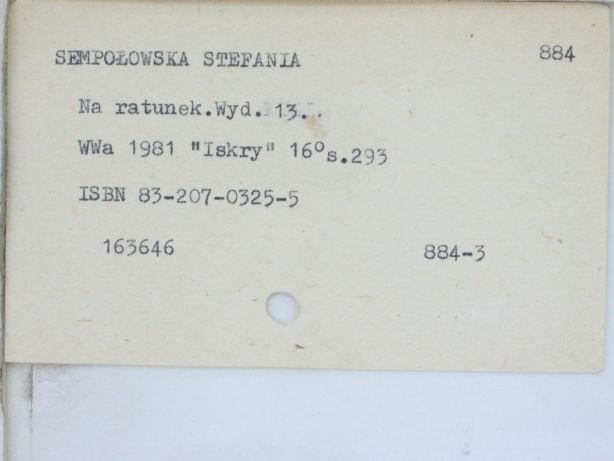 SEMPOŁOWSKA STEFANIA 884
Na ratunek.Wyd. 13..
WWa 1981 "Iskry" 16° s.293
ISBN 83-207-0325-5
163646 884-3